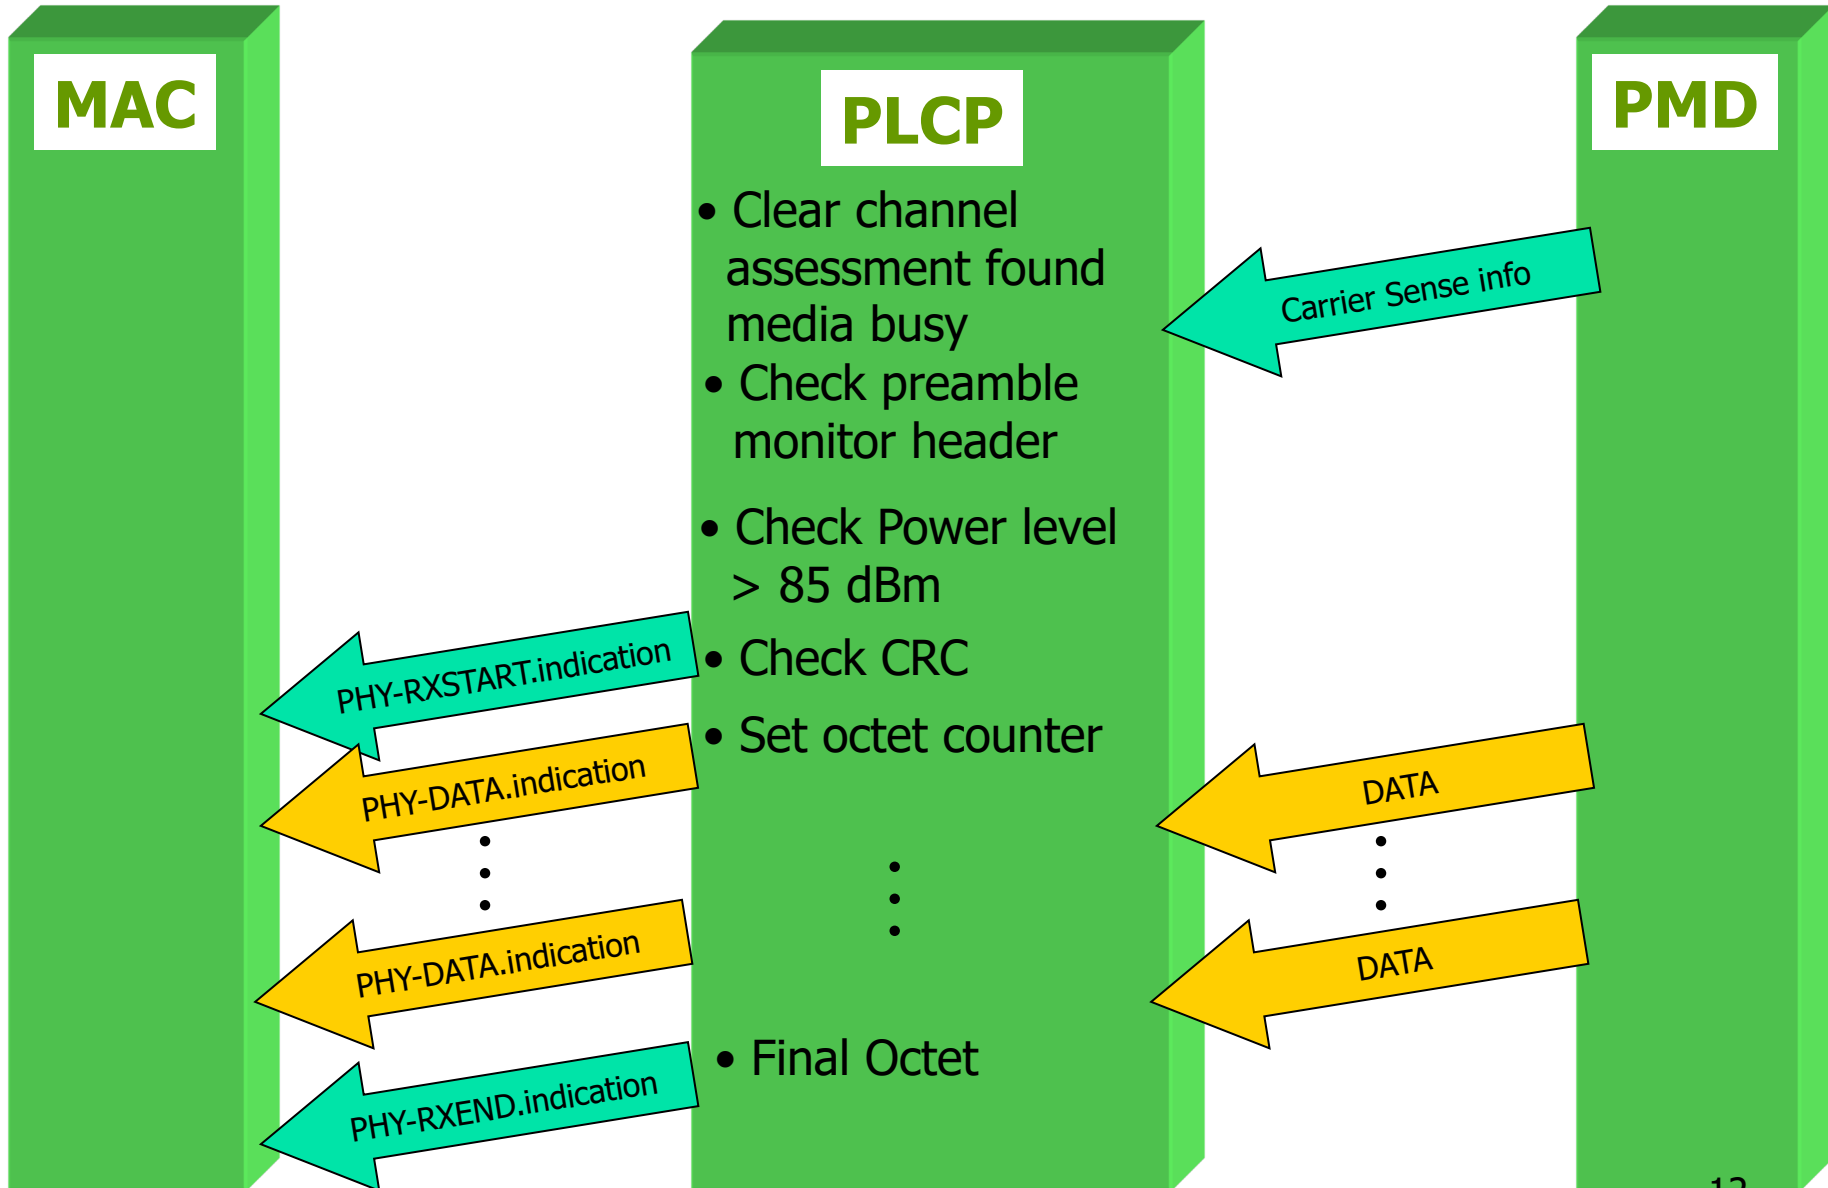 MAC
PLCP
PMD
• Clear channel
assessment found
media busy
• Check preamble
monitor header
• Check Power level
> 85 dBm
• Check CRC
• Set octet counter
• Final Octet
Carrier Sense info
PHY-RXSTART.indication
PHY-DATA.indication
DATA
PHY-DATA.indication
DATA
PHY-RXEND.indication